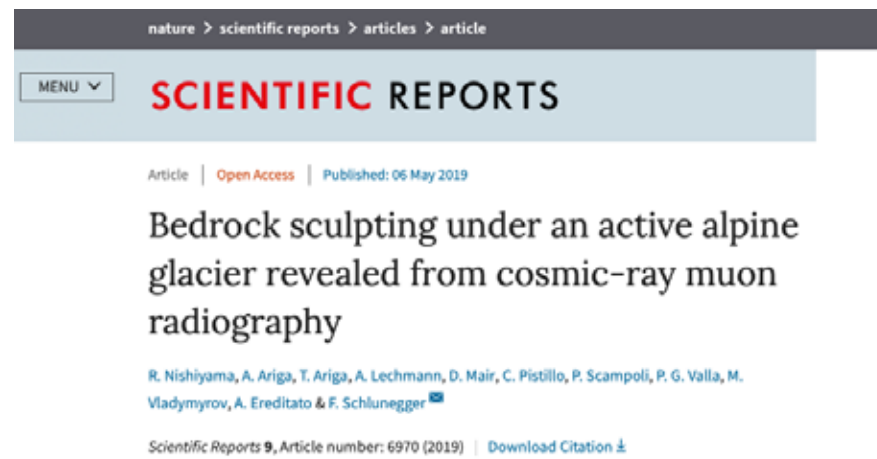 nature > scientific reports > articles > article
MENU
SCIENTIFIC REPORTS
Article | Open Access | Published: 06 May 2019
Bedrock sculpting under an active alpine
glacier revealed from cosmic-ray muon
radiography
R. Nishiyama, A. Ariga, T. Ariga, A. Lechmann, D. Mair, C. Pistillo, P. Scampoli, P. G. Valla, M.
Vladymyrov, A. Ereditato & F. Schlunegger
Scientific Reports 9, Article number: 6970 (2019) | Download Citation